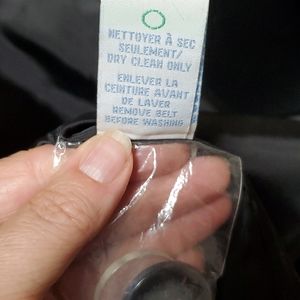 NETTOYER À SEC
SEULEMENT/
DRY CLEAN ONLY
ENLEVER LA
CEINTURE AVANT
DE LAVER
REMOVE BELT
BEFORE WASHING